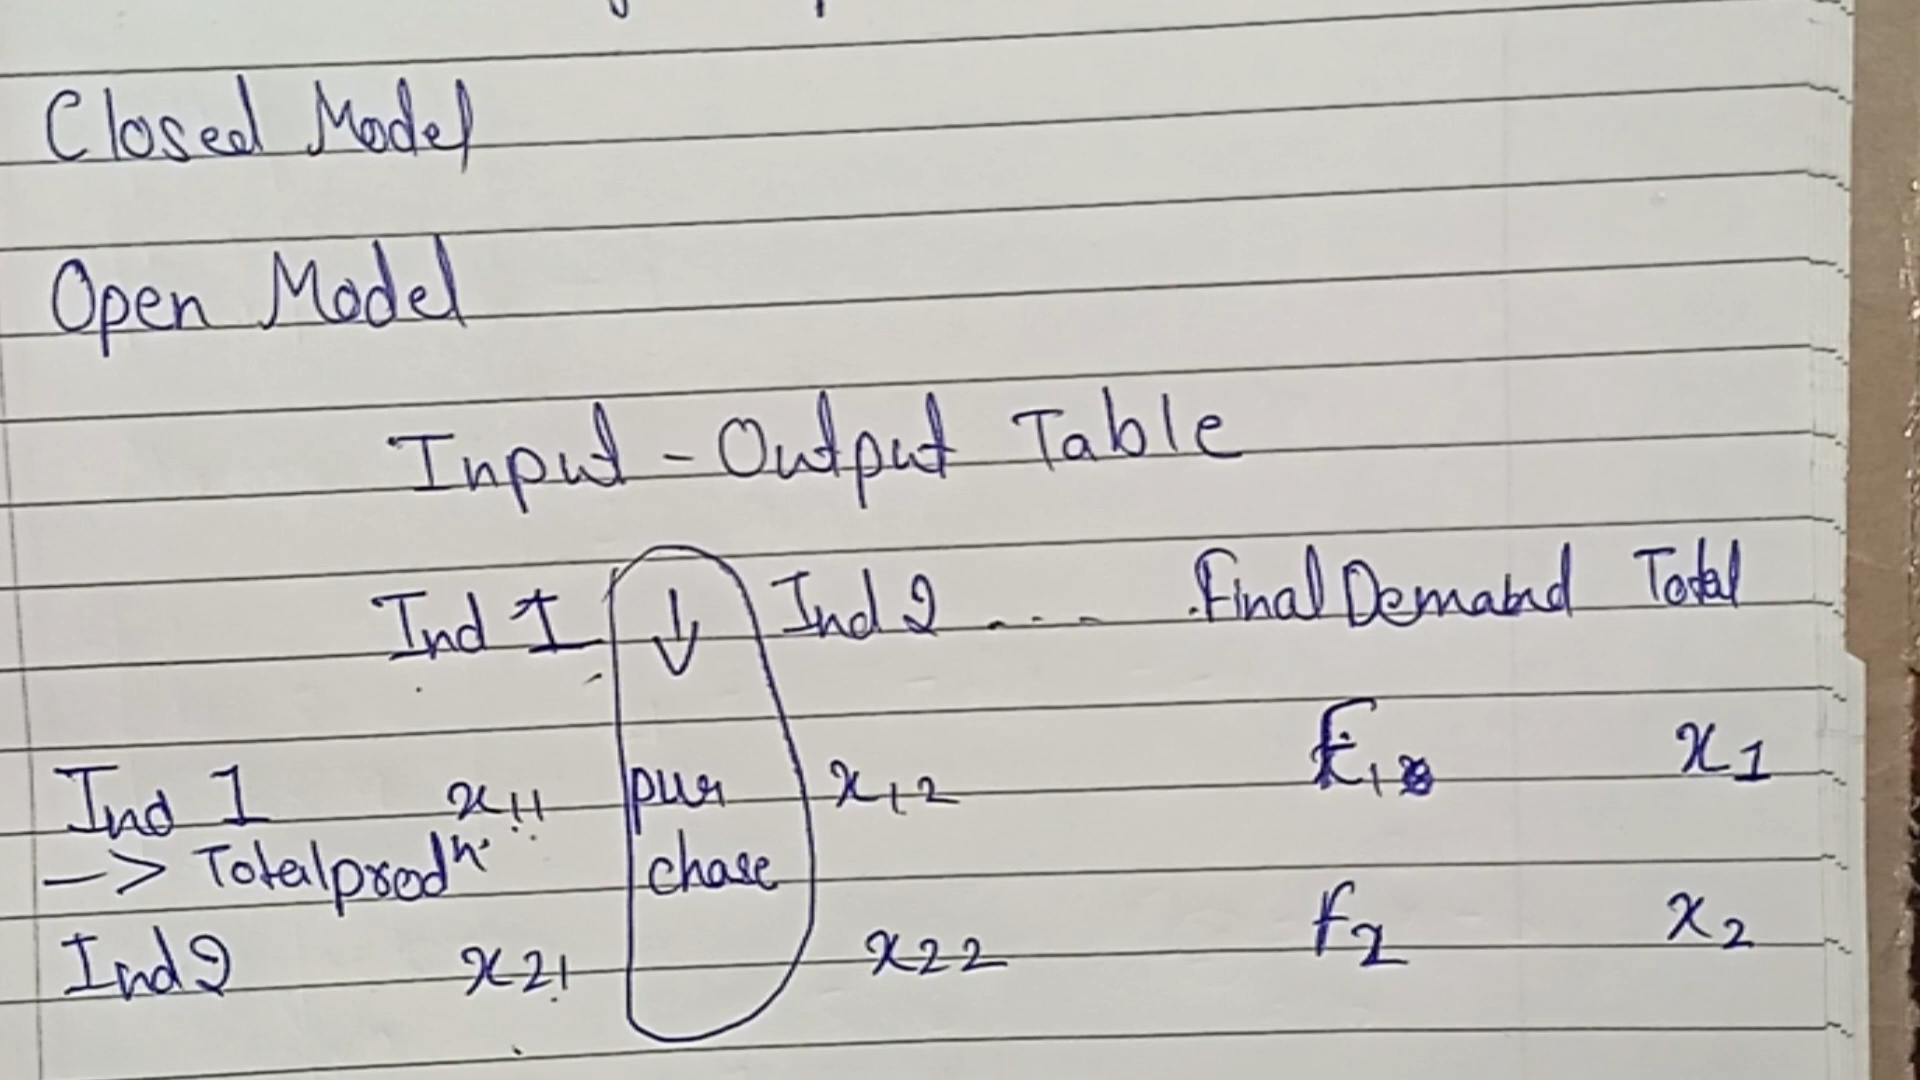 Closed Model
Open Model
Input - Output Table
Ind 1 ↓ Ind 2 ... Final Demand Total
Ind 1 x11 pur x12 F1 x1
-> Total prodn. chase
Ind 2 x21 x22 F2 x2